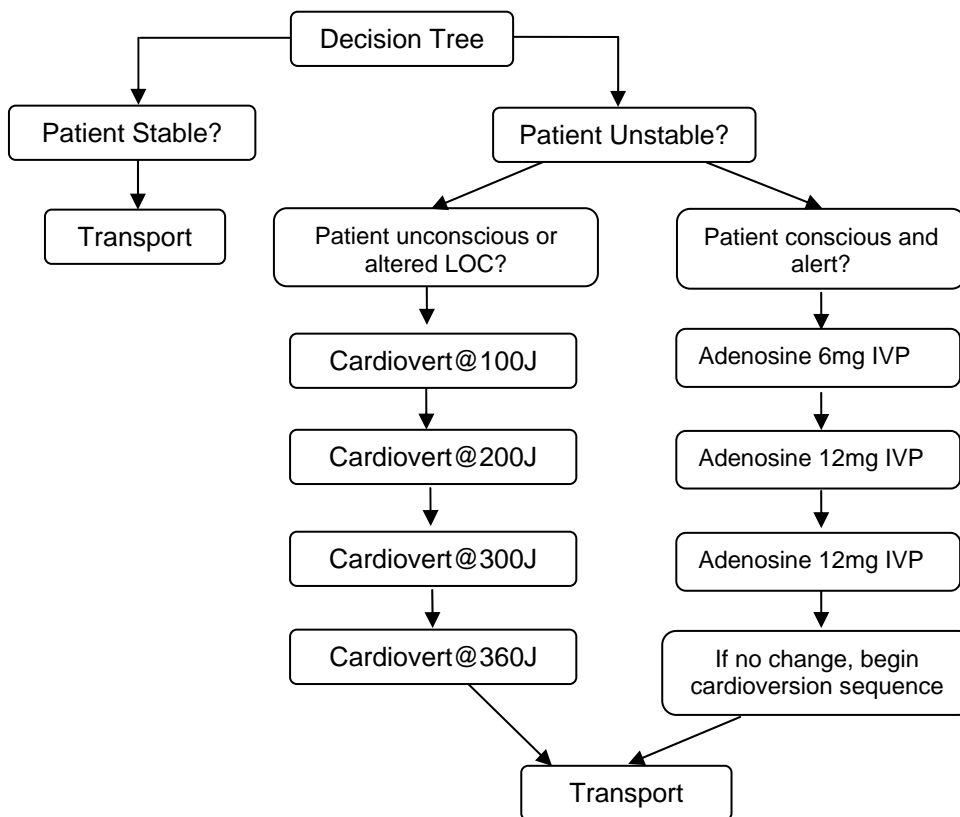 Decision Tree
Patient Stable?
Patient Unstable?
Transport
Patient unconscious or
altered LOC?
Patient conscious and
alert?
Cardiovert@100J
Adenosine 6mg IVP
Cardiovert@200J
Adenosine 12mg IVP
Cardiovert@300J
Adenosine 12mg IVP
Cardiovert@360J
If no change, begin
cardioversion sequence
Transport